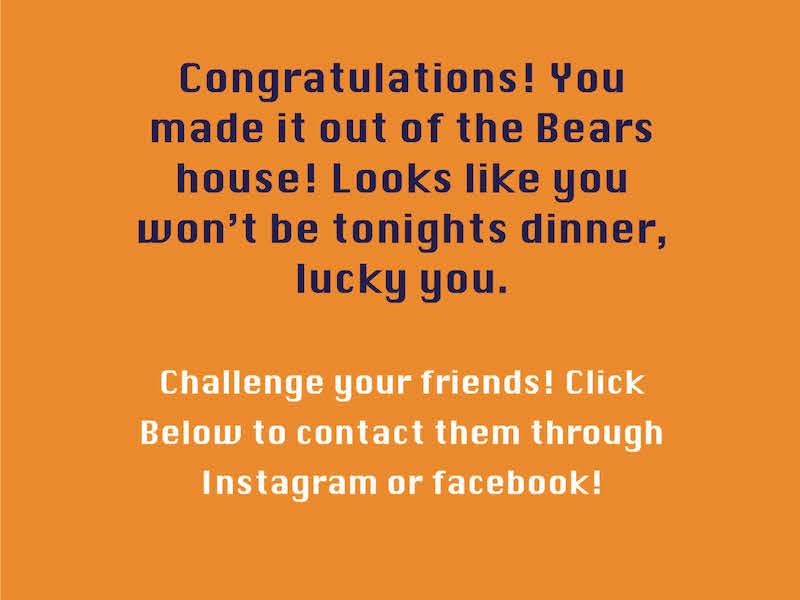 Congratulations! You
made it out of the Bears
house! Looks like you
won’t be tonights dinner,
lucky you.
Challenge your friends! Click
Below to contact them through
Instagram or facebook!